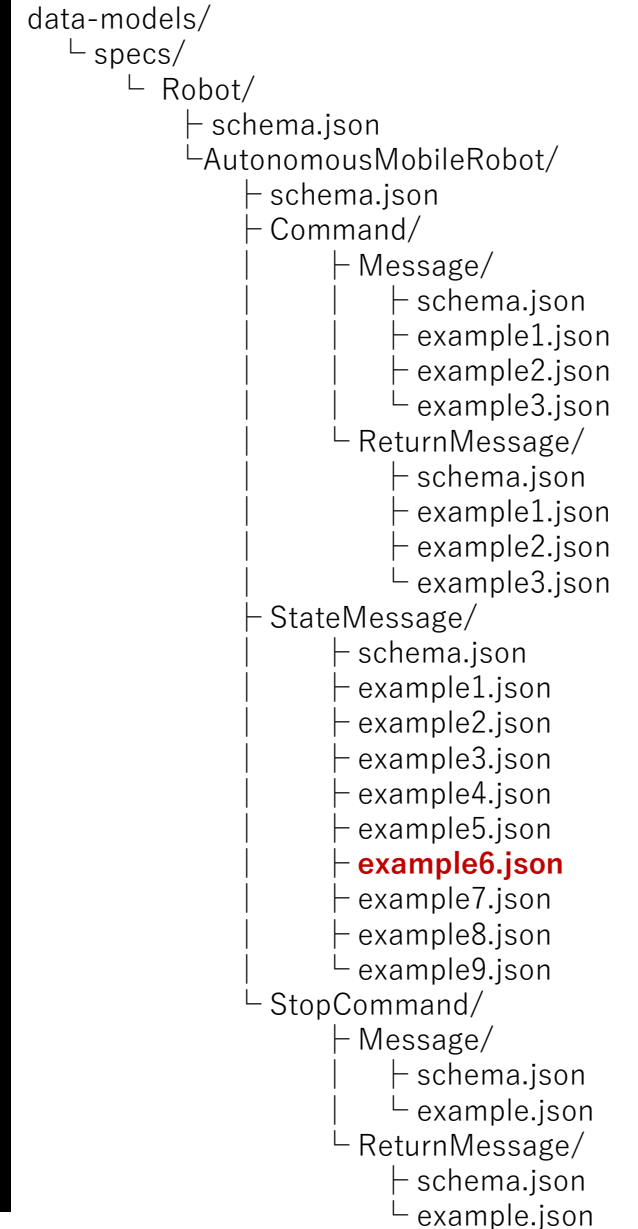 data-models/
└ specs/
└ Robot/
├ schema.json
└AutonomousMobileRobot/
├ schema.json
├ Command/
│ ├ Message/
│ │ ├ schema.json
│ │ ├ example1.json
│ │ ├ example2.json
│ │ └ example3.json
│ └ ReturnMessage/
│ ├ schema.json
│ ├ example1.json
│ ├ example2.json
│ └ example3.json
├ StateMessage/
│ ├ schema.json
│ ├ example1.json
│ ├ example2.json
│ ├ example3.json
│ ├ example4.json
│ ├ example5.json
│ ├ example6.json
│ ├ example7.json
│ ├ example8.json
│ └ example9.json
└ StopCommand/
├ Message/
│ ├ schema.json
│ └ example.json
└ ReturnMessage/
├ schema.json
└ example.json